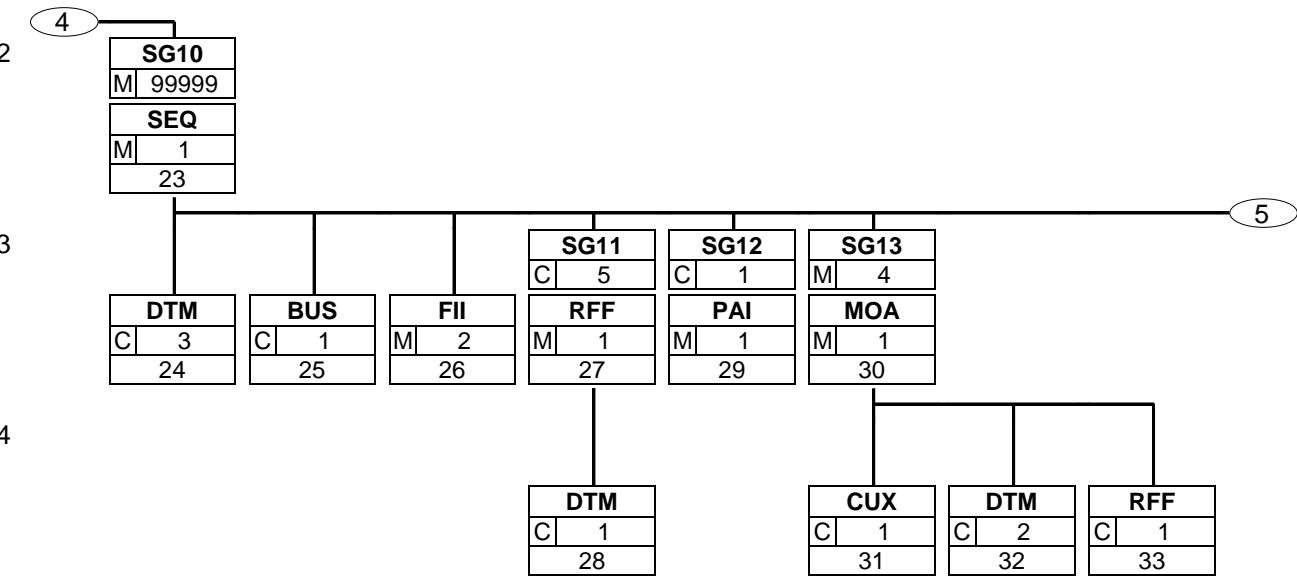 4
2
SG10
M 99999
SEQ
M 1
23
5
3
SG11 SG12 SG13
C 5 C 1 M 4
DTM BUS FII RFF PAI MOA
C 3 C 1 M 2 M 1 M 1 M 1
24 25 26 27 29 30
4
DTM CUX DTM RFF
C 1 C 1 C 2 C 1
28 31 32 33